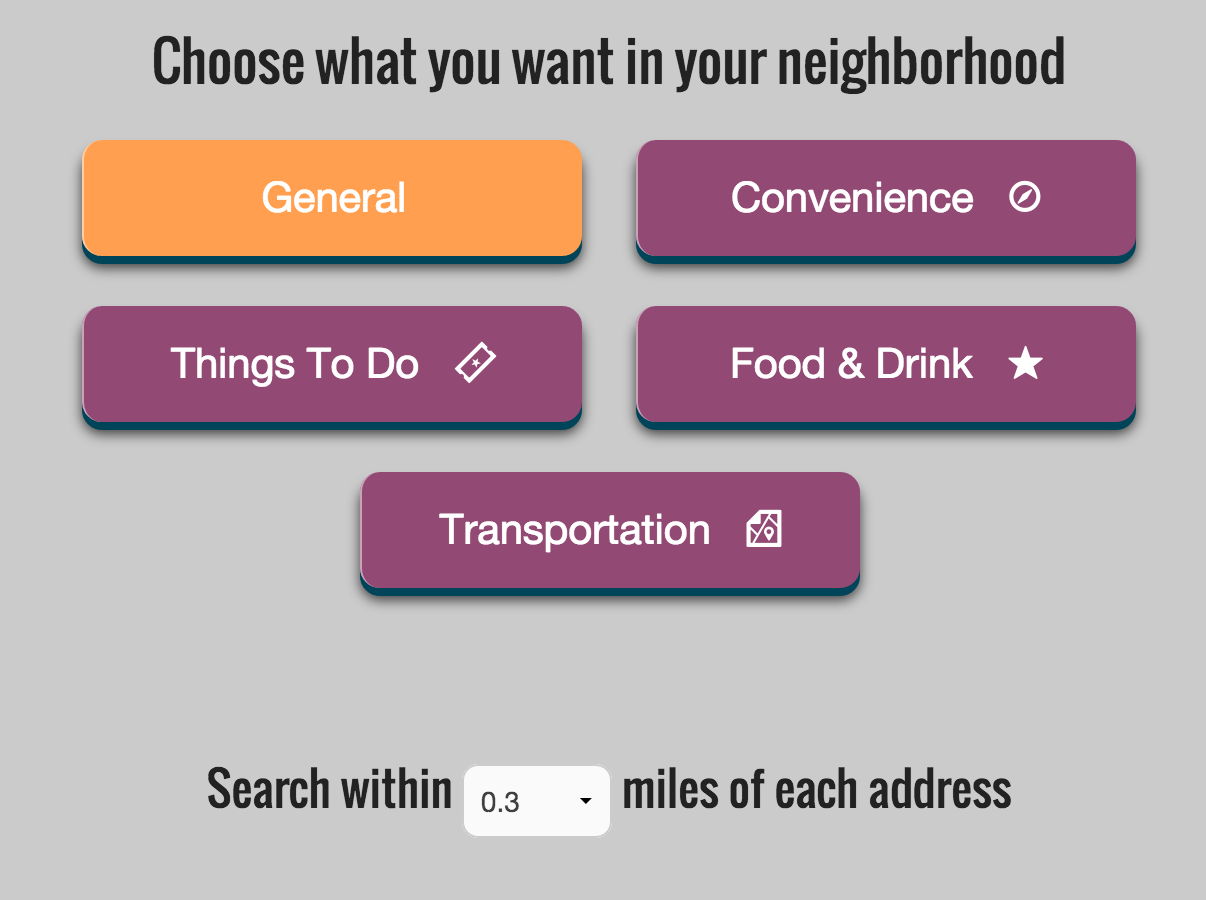 Choose what you want in your neighborhood
General
Convenience
Things To Do
Food & Drink
Transportation
Search within 0.3 miles of each address